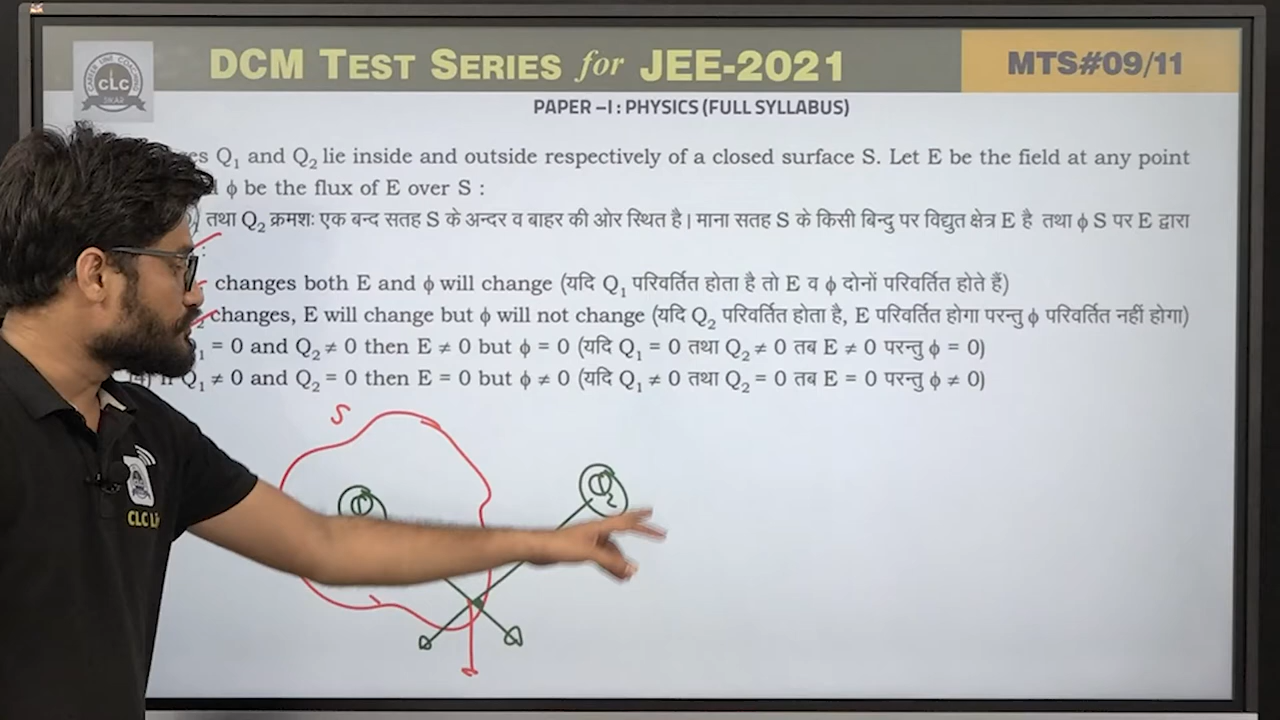 DCM TEST SERIES for JEE-2021
MTS#09/11
CLC
SIKAR
PAPER –I : PHYSICS (FULL SYLLABUS)
Q₁ and Q₂ lie inside and outside respectively of a closed surface S. Let E be the field at any point
ϕ be the flux of E over S :
तथा Q₂ क्रमशः एक बन्द सतह S के अन्दर व बाहर की ओर स्थित है। माना सतह S के किसी बिन्दु पर विद्युत क्षेत्र E है तथा ϕ S पर E द्वारा
changes both E and ϕ will change (यदि Q₁ परिवर्तित होता है तो E व ϕ दोनों परिवर्तित होते हैं)
changes, E will change but ϕ will not change (यदि Q₂ परिवर्तित होता है, E परिवर्तित होगा परन्तु ϕ परिवर्तित नहीं होगा)
= 0 and Q₂ ≠ 0 then E ≠ 0 but ϕ = 0 (यदि Q₁ = 0 तथा Q₂ ≠ 0 तब E ≠ 0 परन्तु ϕ = 0)
Q₁ ≠ 0 and Q₂ = 0 then E = 0 but ϕ ≠ 0 (यदि Q₁ ≠ 0 तथा Q₂ = 0 तब E = 0 परन्तु ϕ ≠ 0)
S
Q₂
CLC